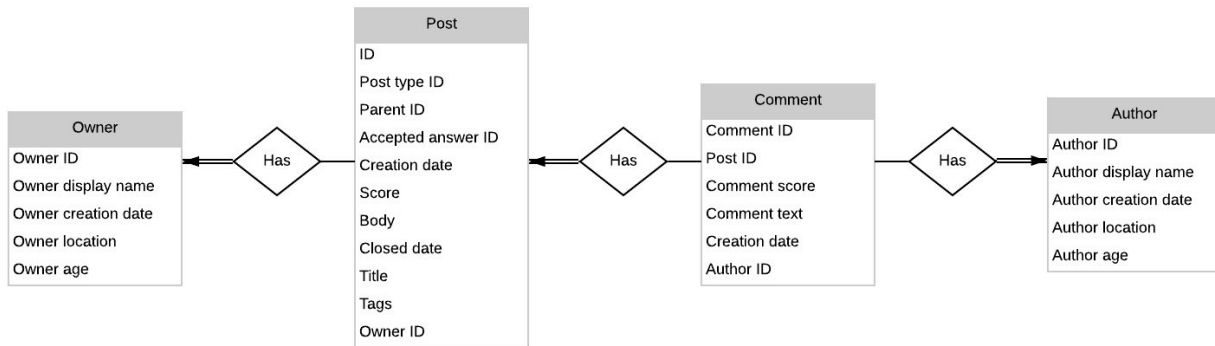 Owner
Owner ID
Owner display name
Owner creation date
Owner location
Owner age
Has
Post
ID
Post type ID
Parent ID
Accepted answer ID
Creation date
Score
Body
Closed date
Title
Tags
Owner ID
Has
Comment
Comment ID
Post ID
Comment score
Comment text
Creation date
Author ID
Has
Author
Author ID
Author display name
Author creation date
Author location
Author age